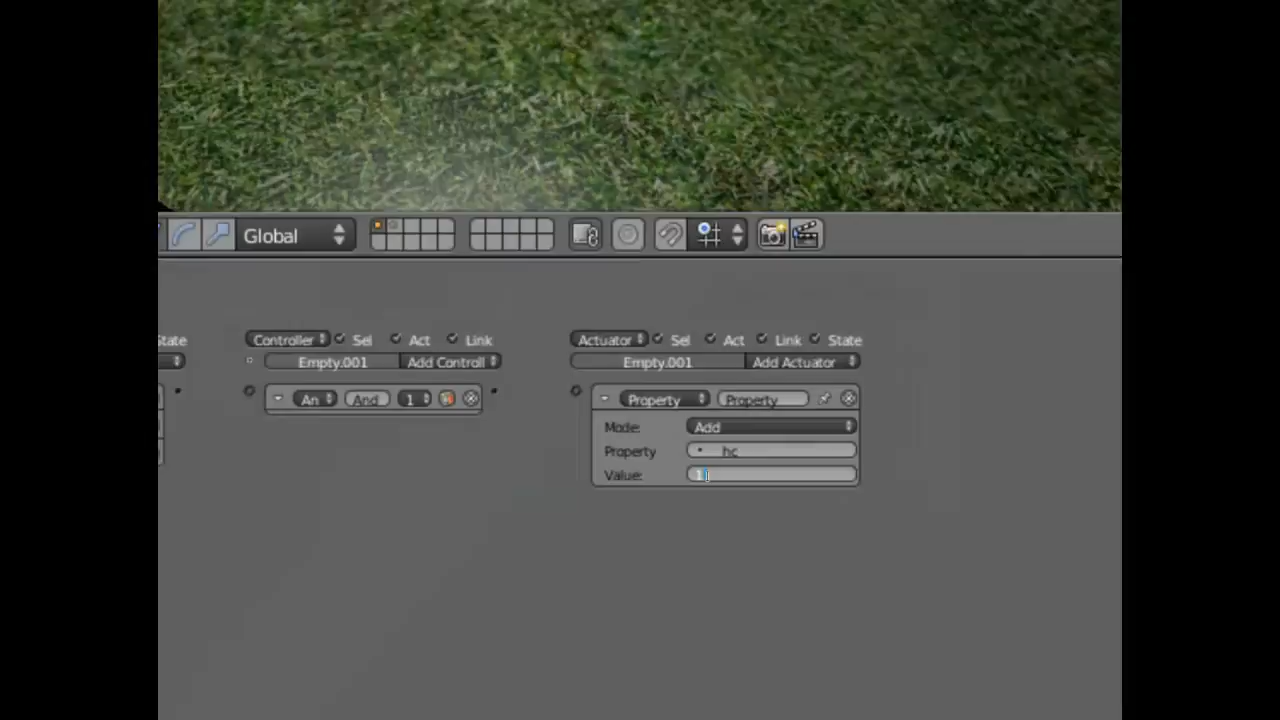 Global
State Controller Sel Act Link Actuator Sel Act Link State
Empty.001 Add Controll Empty.001 Add Actuator
An And 1 Property Property
Mode: Add
Property hc
Value: 1